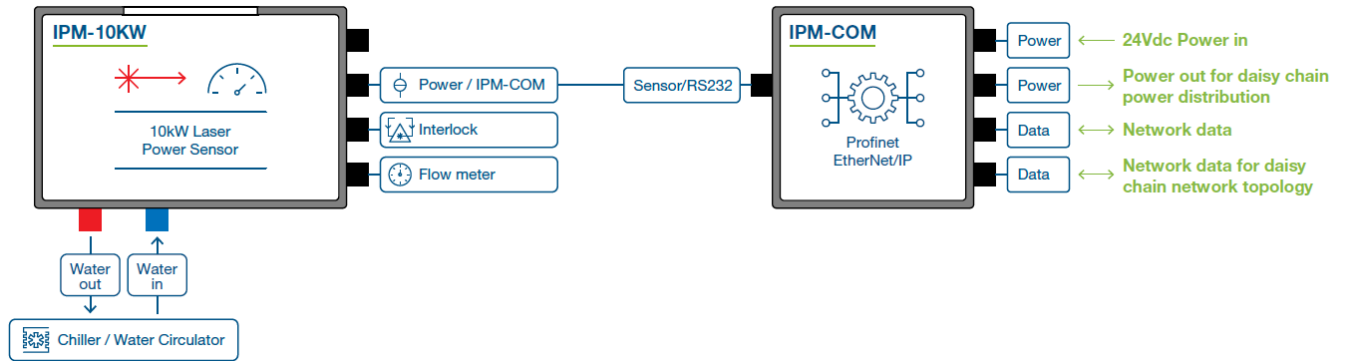 IPM-10KW
10kW Laser
Power Sensor
Power / IPM-COM
Interlock
Flow meter
Sensor/RS232
Water
out
Water
in
Chiller / Water Circulator
IPM-COM
Profinet
EtherNet/IP
Power
24Vdc Power in
Power
Power out for daisy chain
power distribution
Data
Network data
Data
Network data for daisy
chain network topology